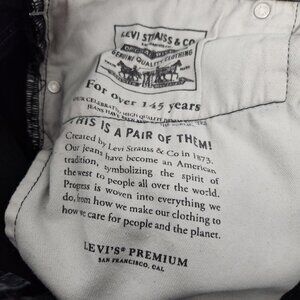 LEVI STRAUSS & CO
GENUINE QUALITY CLOTHING
For over 145 years
OUR CELEBRATED
THIS IS A PAIR OF THEM!
Created by Levi Strauss & Co in 1873.
Our jeans have become an American
tradition, symbolizing the spirit of
the west to people all over the world.
Progress is woven into everything we
do, from how we make our clothing to
how we care for people and the planet.
LEVI'S® PREMIUM
SAN FRANCISCO, CAL